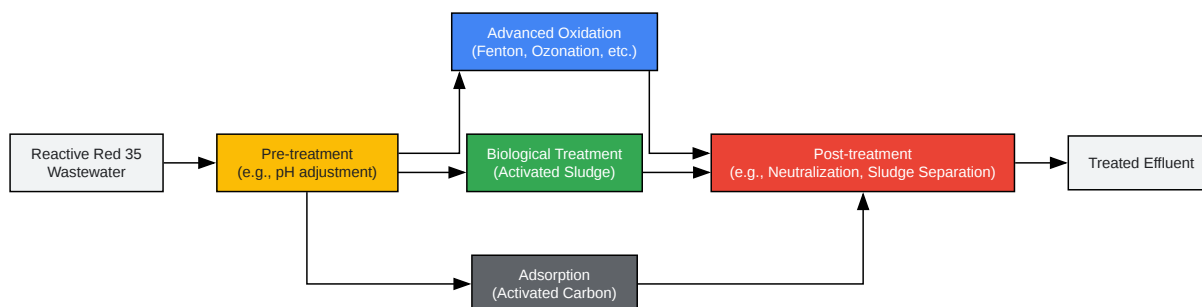 Advanced Oxidation
(Fenton, Ozonation, etc.)
Reactive Red 35
Wastewater
Pre-treatment
(e.g., pH adjustment)
Biological Treatment
(Activated Sludge)
Post-treatment
(e.g., Neutralization, Sludge Separation)
Treated Effluent
Adsorption
(Activated Carbon)